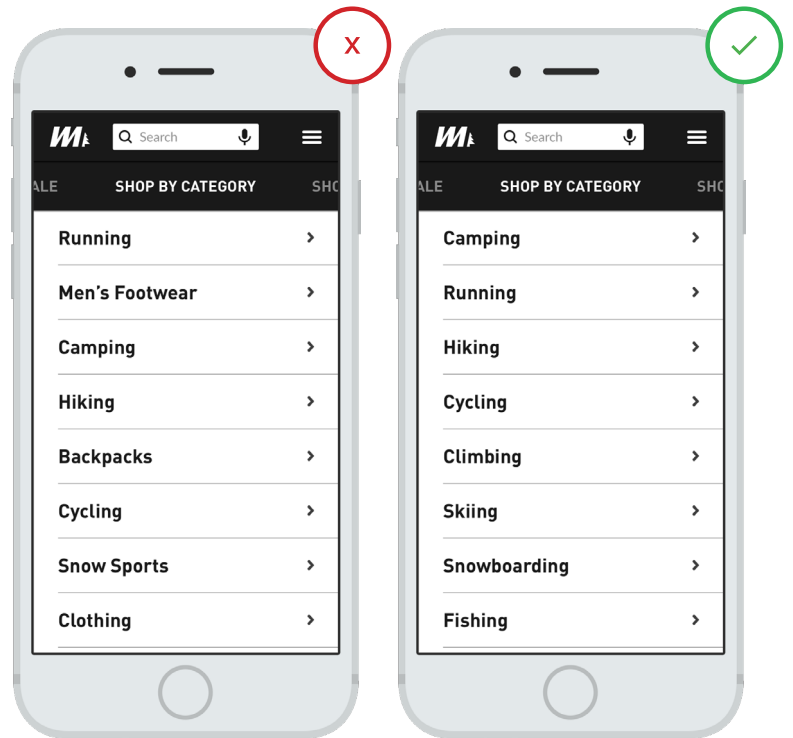 X
Search
ALE SHOP BY CATEGORY SHO
Running
Men's Footwear
Camping
Hiking
Backpacks
Cycling
Snow Sports
Clothing
Search
ALE SHOP BY CATEGORY SHO
Camping
Running
Hiking
Cycling
Climbing
Skiing
Snowboarding
Fishing